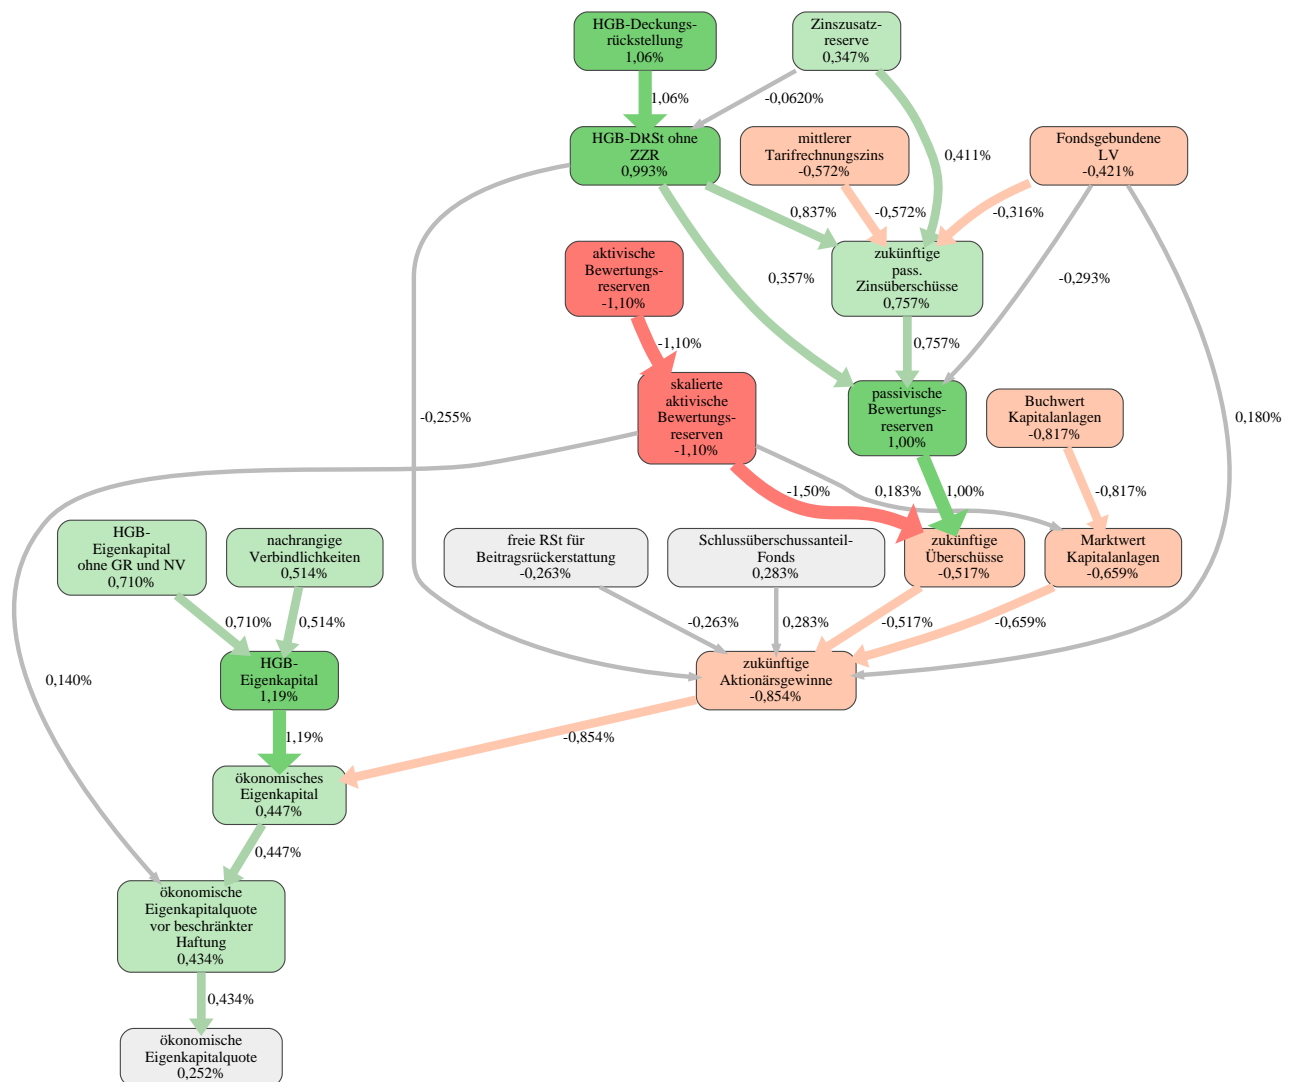 HGB-Deckungs-
rückstellung
1,06%
Zinszusatz-
reserve
0,347%
1,06%
-0,0620%
HGB-DRSt ohne
ZZR
0,993%
mittlerer
Tarifrechnungszins
-0,572%
0,411%
Fondsgebundene
LV
-0,421%
0,837%
-0,572%
-0,316%
aktivische
Bewertungs-
reserven
-1,10%
0,357%
zukünftige
pass.
Zinsüberschüsse
0,757%
-0,293%
-1,10%
0,757%
skalierte
aktivische
Bewertungs-
reserven
-1,10%
passivische
Bewertungs-
reserven
1,00%
Buchwert
Kapitalanlagen
-0,817%
-0,255%
0,180%
-1,50%
0,183%
1,00%
-0,817%
HGB-
Eigenkapital
ohne GR und NV
0,710%
nachrangige
Verbindlichkeiten
0,514%
freie RSt für
Beitragsrückerstattung
-0,263%
Schlussüberschussanteil-
Fonds
0,283%
zukünftige
Überschüsse
-0,517%
Marktwert
Kapitalanlagen
-0,659%
0,710%
0,514%
-0,263%
0,283%
-0,517%
-0,659%
0,140%
HGB-
Eigenkapital
1,19%
zukünftige
Aktionärsgewinne
-0,854%
1,19%
-0,854%
ökonomisches
Eigenkapital
0,447%
0,447%
ökonomische
Eigenkapitalquote
vor beschränkter
Haftung
0,434%
0,434%
ökonomische
Eigenkapitalquote
0,252%